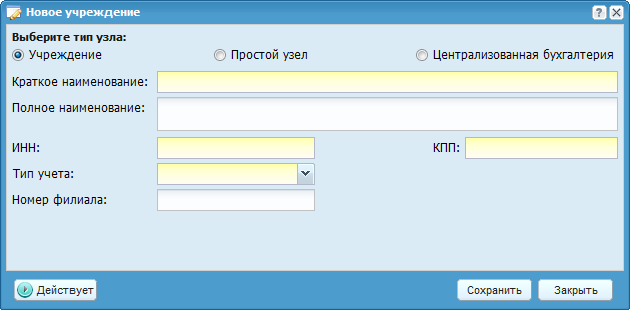 Новое учреждение
Выберите тип узла:
Учреждение Простой узел Централизованная бухгалтерия
Краткое наименование:
Полное наименование:
ИНН: КПП:
Тип учета:
Номер филиала:
Действует Сохранить Закрыть